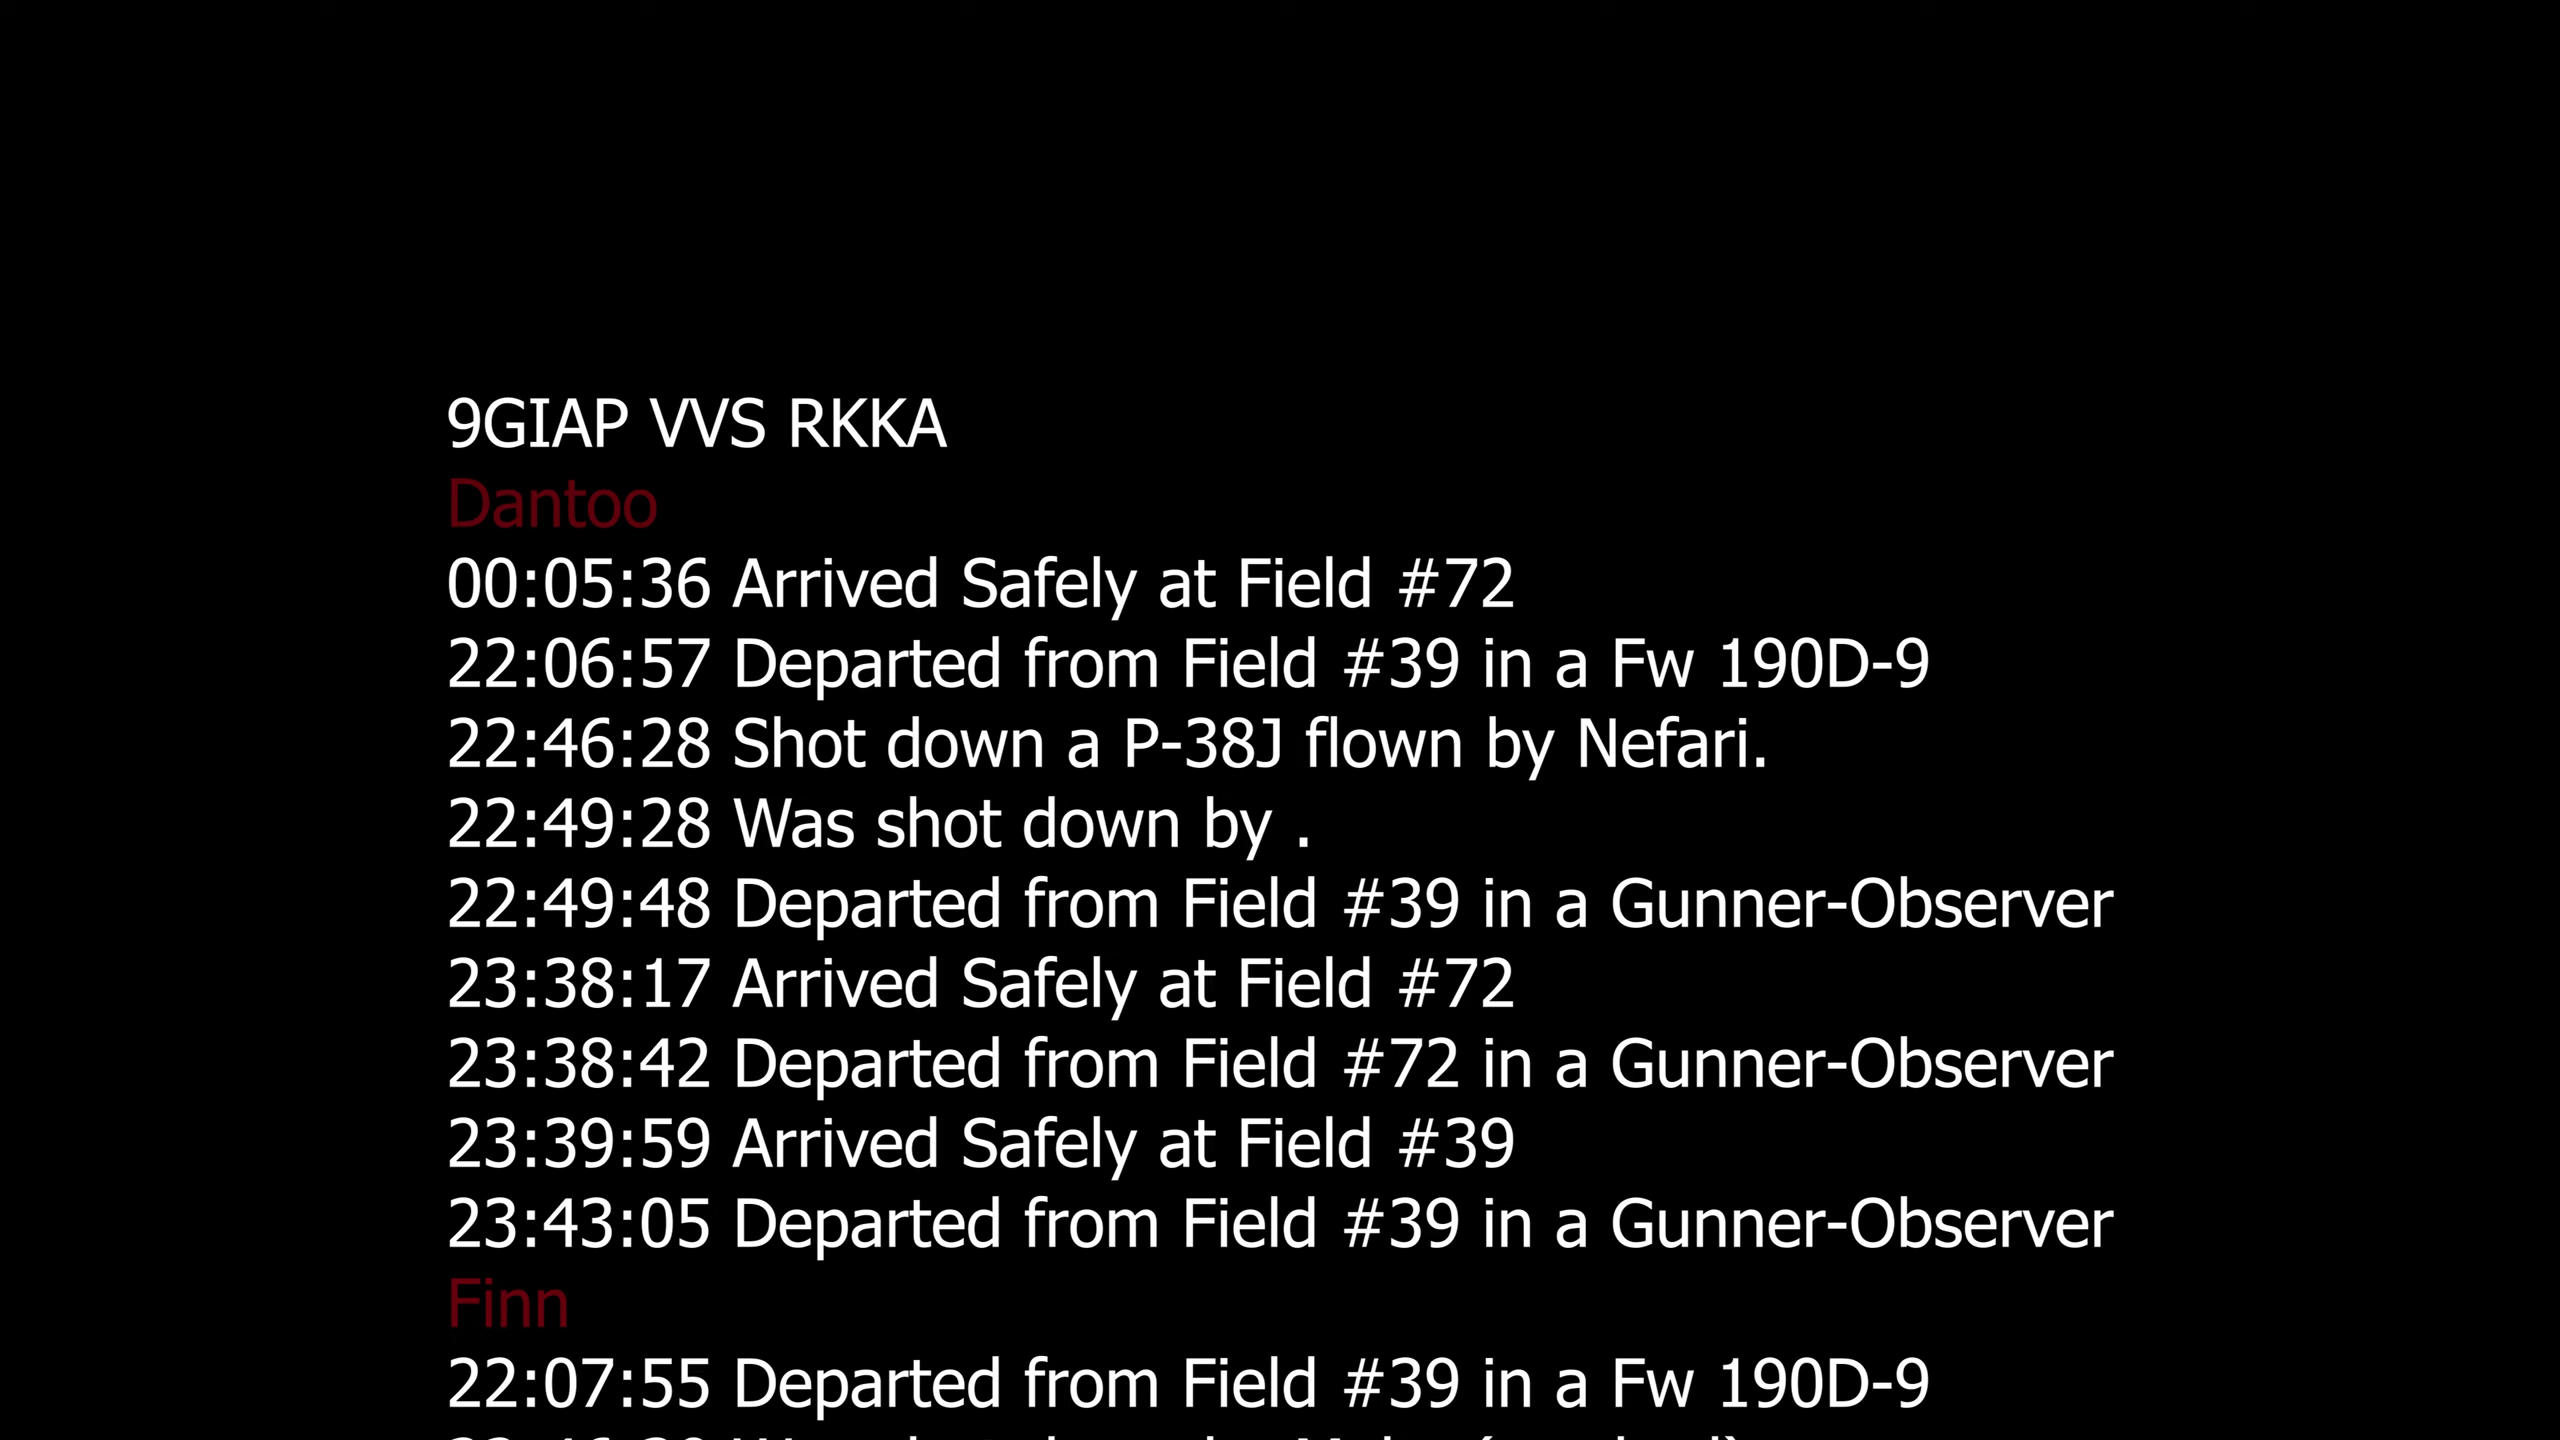 9GIAP VVS RKKA
Dantoo
00:05:36 Arrived Safely at Field #72
22:06:57 Departed from Field #39 in a Fw 190D-9
22:46:28 Shot down a P-38J flown by Nefari.
22:49:28 Was shot down by .
22:49:48 Departed from Field #39 in a Gunner-Observer
23:38:17 Arrived Safely at Field #72
23:38:42 Departed from Field #72 in a Gunner-Observer
23:39:59 Arrived Safely at Field #39
23:43:05 Departed from Field #39 in a Gunner-Observer
Finn
22:07:55 Departed from Field #39 in a Fw 190D-9